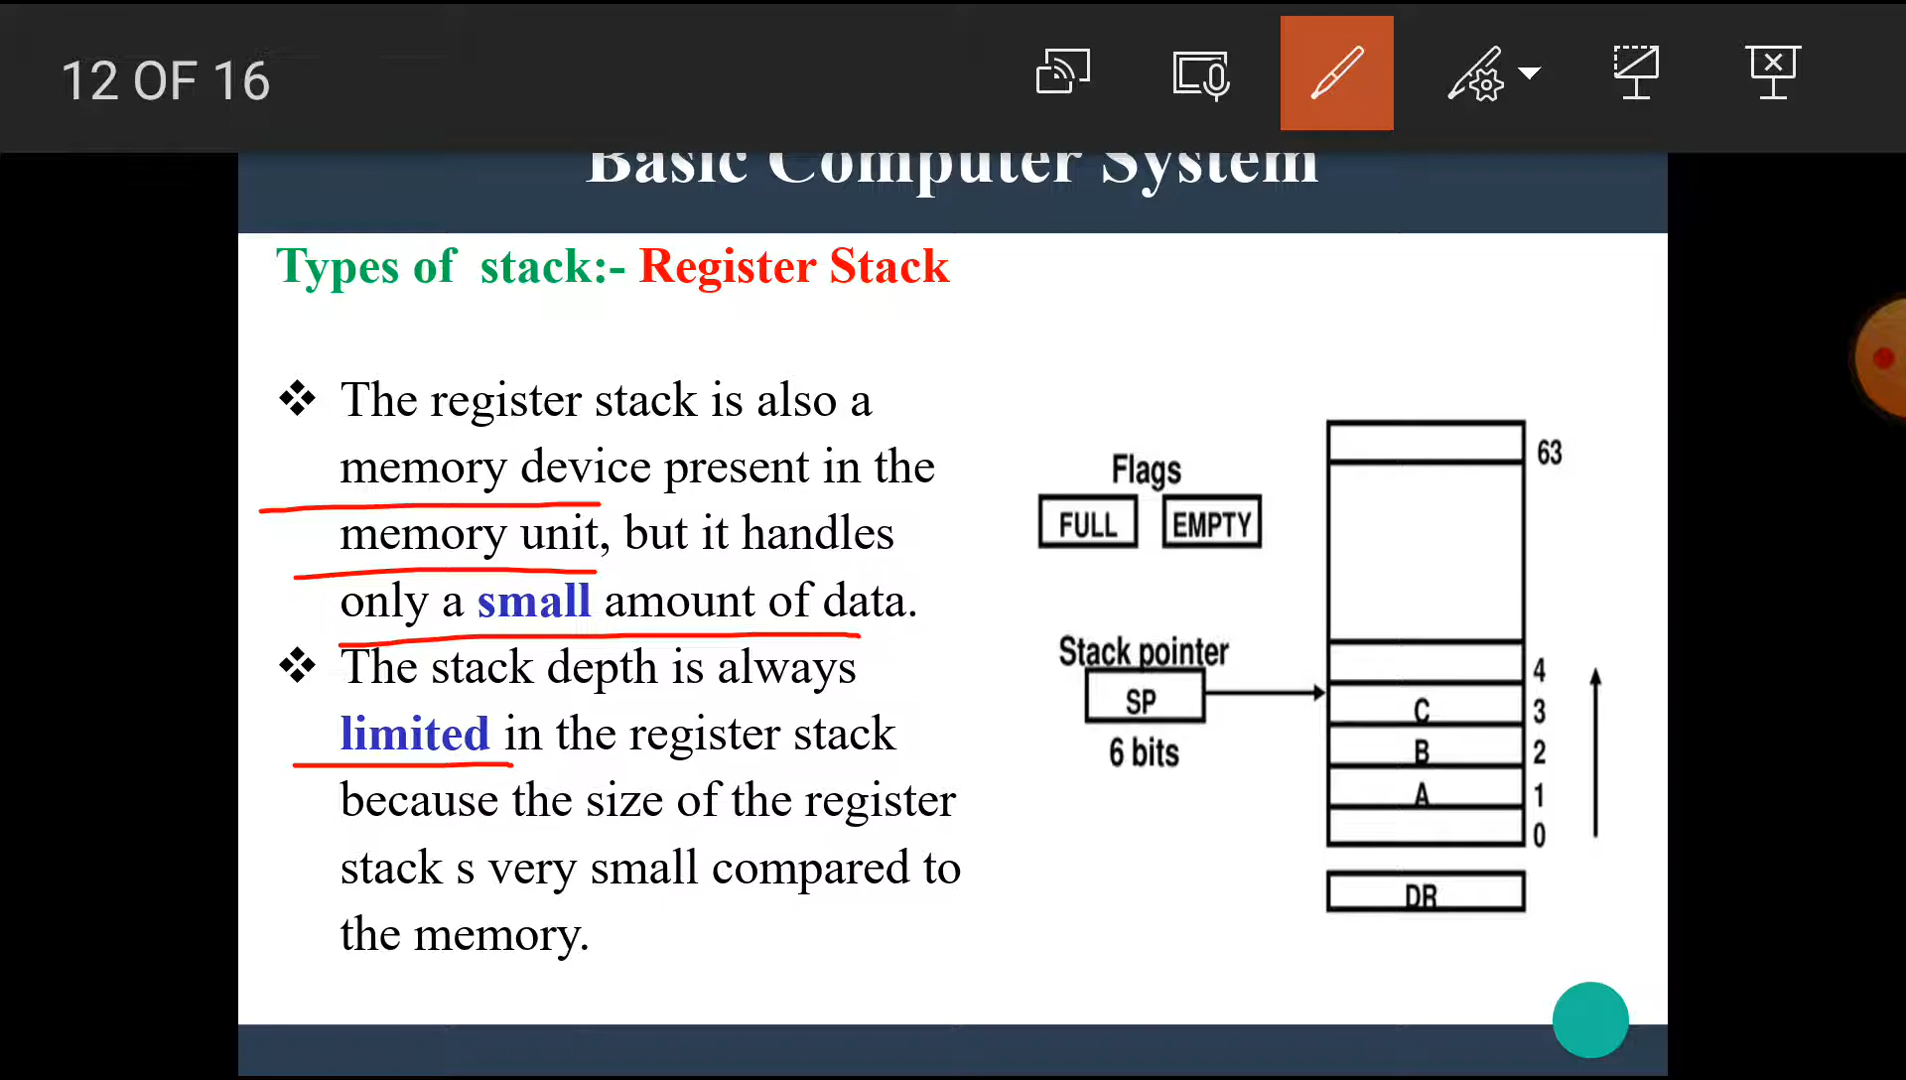 12 OF 16
Basic Computer System
Types of stack:- Register Stack
The register stack is also a
memory device present in the
memory unit, but it handles
only a small amount of data.
The stack depth is always
limited in the register stack
because the size of the register
stack s very small compared to
the memory.
Flags
FULL EMPTY
Stack pointer
SP
6 bits
63
4
C 3
B 2
A 1
0
DR